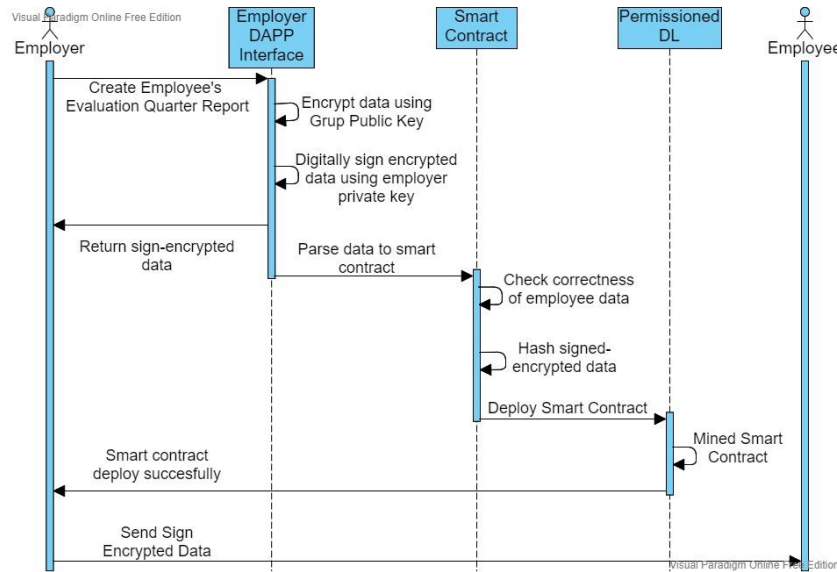 Visual Paradigm Online Free Edition
Employer
Employer
DAPP
Interface
Smart
Contract
Permissioned
DL
Employee
Create Employee's
Evaluation Quarter Report
Encrypt data using
Grup Public Key
Digitally sign encrypted
data using employer
private key
Return sign-encrypted
data
Parse data to smart
contract
Check correctness
of employee data
Hash signed-
encrypted data
Deploy Smart Contract
Mined Smart
Contract
Smart contract
deploy succesfully
Send Sign
Encrypted Data
Visual Paradigm Online Free Edition